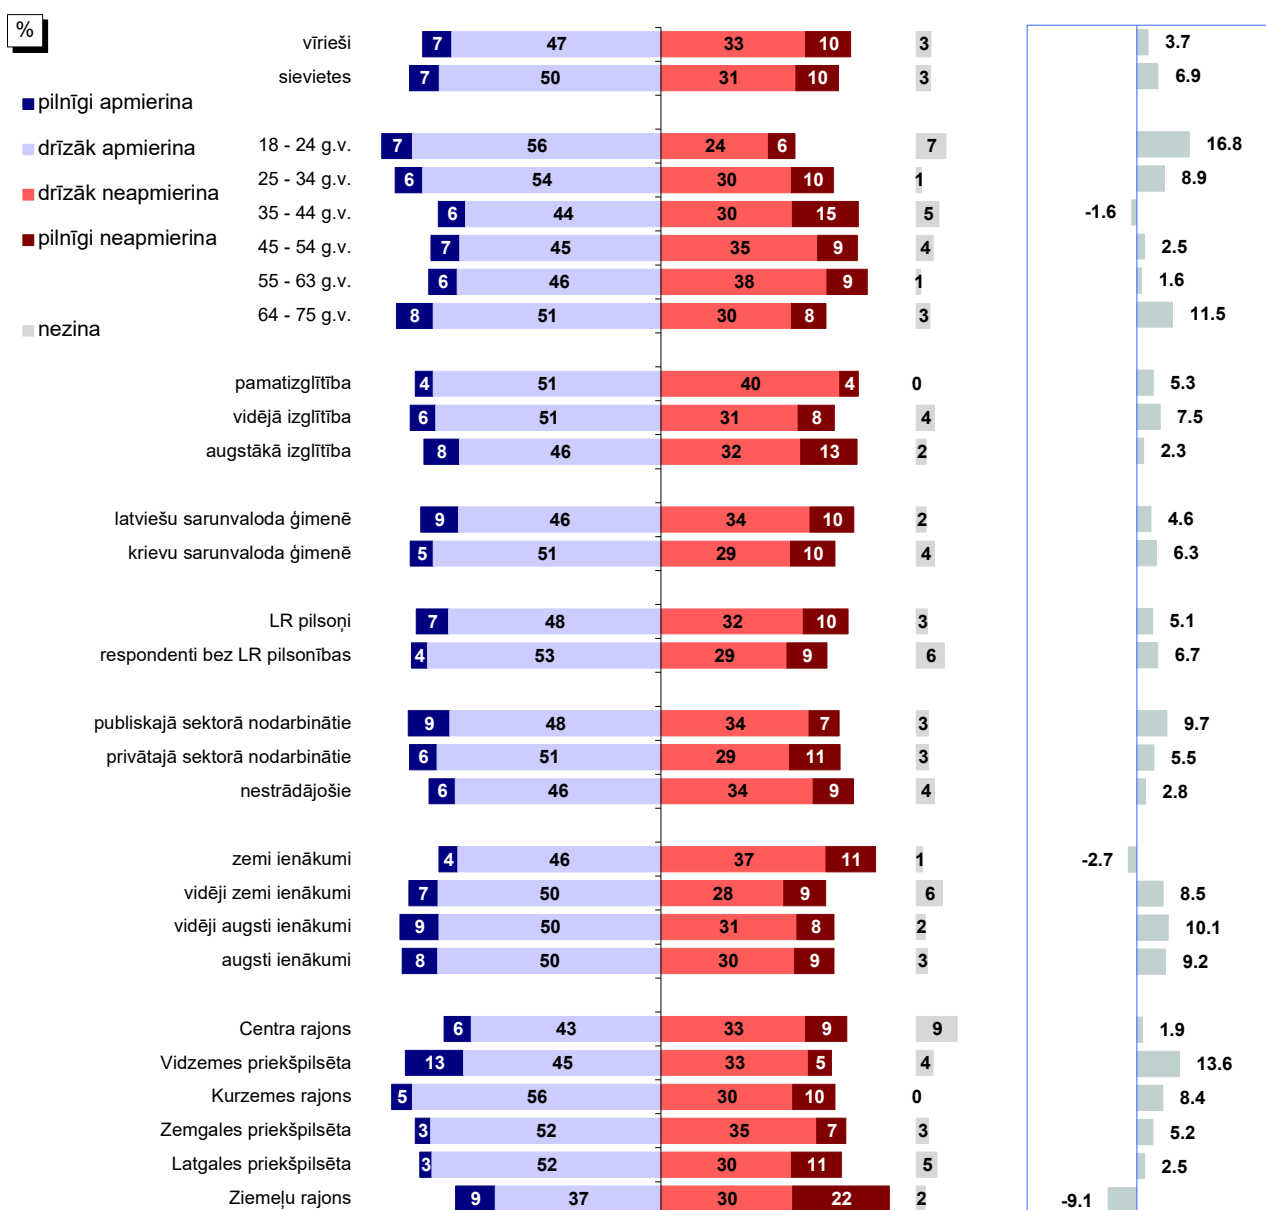 %
pilnīgi apmierina
drīzāk apmierina
drīzāk neapmierina
pilnīgi neapmierina
nezina
vīrieši 7 47 33 10 3 3.7
sievietes 7 50 31 10 3 6.9
18 - 24 g.v. 7 56 24 6 7 16.8
25 - 34 g.v. 6 54 30 10 1 8.9
35 - 44 g.v. 6 44 30 15 5 -1.6
45 - 54 g.v. 7 45 35 9 4 2.5
55 - 63 g.v. 6 46 38 9 1 1.6
64 - 75 g.v. 8 51 30 8 3 11.5
pamatizglītība 4 51 40 4 0 5.3
vidējā izglītība 6 51 31 8 4 7.5
augstākā izglītība 8 46 32 13 2 2.3
latviešu sarunvaloda ģimenē 9 46 34 10 2 4.6
krievu sarunvaloda ģimenē 5 51 29 10 4 6.3
LR pilsoņi 7 48 32 10 3 5.1
respondenti bez LR pilsonības 4 53 29 9 6 6.7
publiskajā sektorā nodarbinātie 9 48 34 7 3 9.7
privātajā sektorā nodarbinātie 6 51 29 11 3 5.5
nestrādājošie 6 46 34 9 4 2.8
zemi ienākumi 4 46 37 11 1 -2.7
vidēji zemi ienākumi 7 50 28 9 6 8.5
vidēji augsti ienākumi 9 50 31 8 2 10.1
augsti ienākumi 8 50 30 9 3 9.2
Centra rajons 6 43 33 9 9 1.9
Vidzemes priekšpilsēta 13 45 33 5 4 13.6
Kurzemes rajons 5 56 30 10 0 8.4
Zemgales priekšpilsēta 3 52 35 7 3 5.2
Latgales priekšpilsēta 3 52 30 11 5 2.5
Ziemeļu rajons 9 37 30 22 2 -9.1